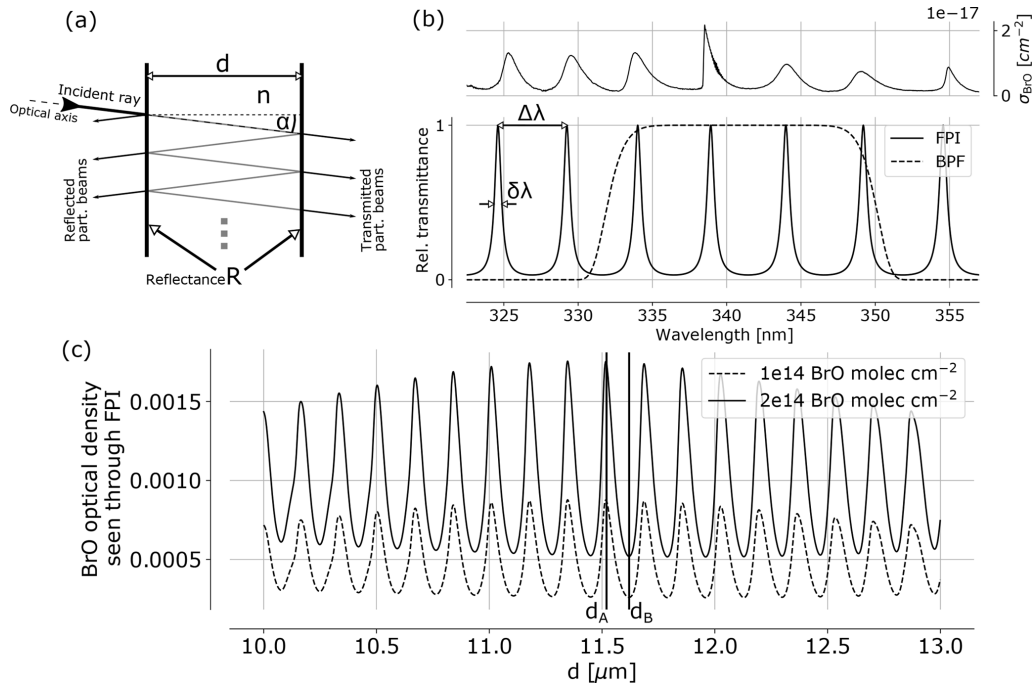 (a)
d
Incident ray
n
Optical axis
α
Reflected
part. beams
Transmitted
part. beams
Reflectance R
(b)
1e−17
2
0
σBrO [cm−2]
Δλ
δλ
FPI
BPF
1
0
Rel. transmittance
325 330 335 340 345 350 355
Wavelength [nm]
(c)
1e14 BrO molec cm−2
2e14 BrO molec cm−2
0.0015
0.0010
0.0005
BrO optical density
seen through FPI
dA dB
10.0 10.5 11.0 11.5 12.0 12.5 13.0
d [μm]